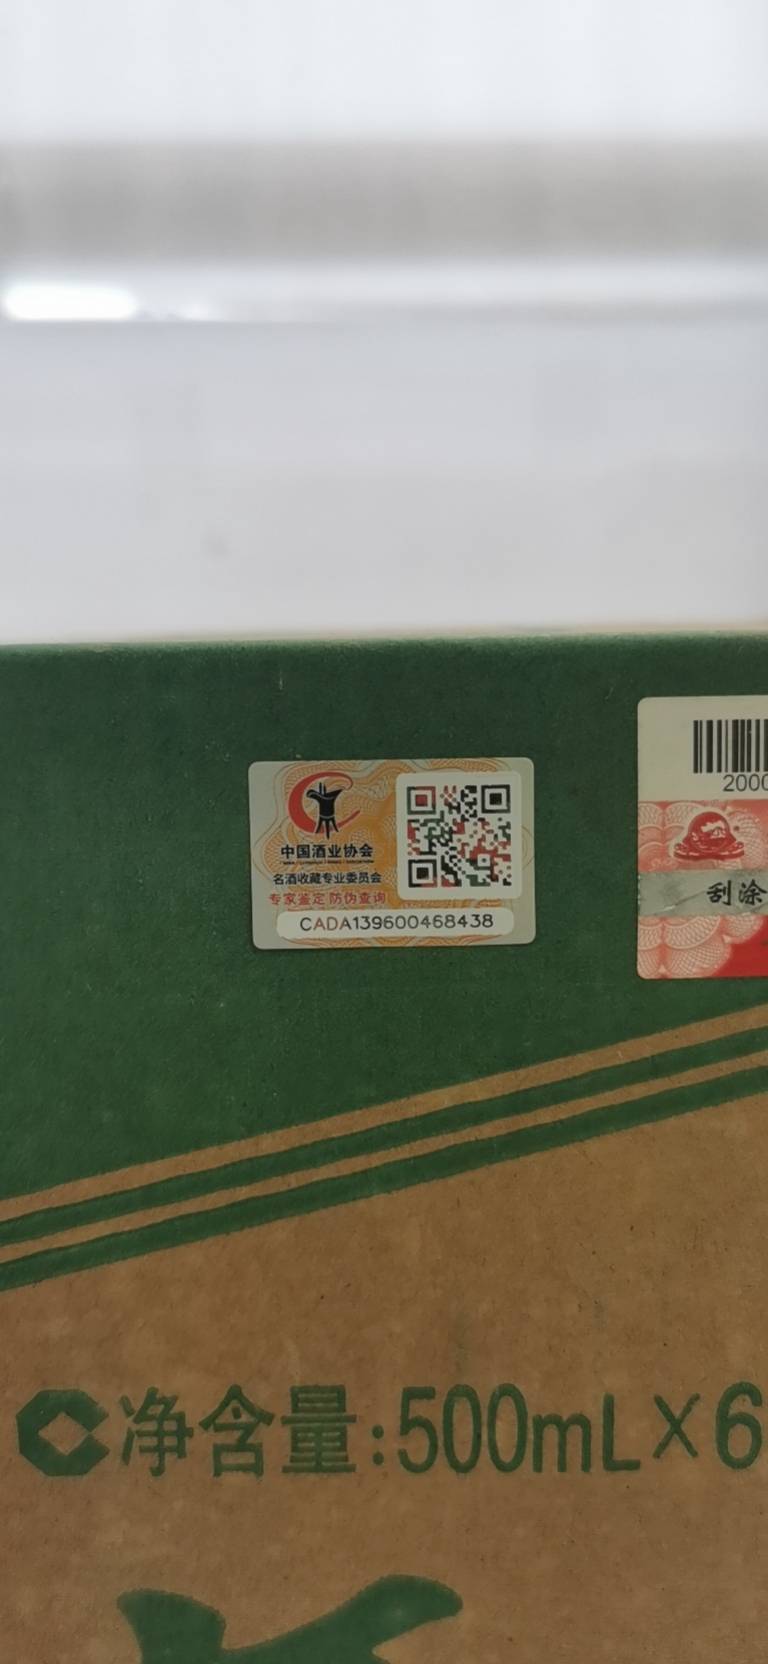 中国酒业协会
名酒收藏专业委员会
专家鉴定 防伪查询
CADA139600468438
2000
刮涂
净含量:500mL×6